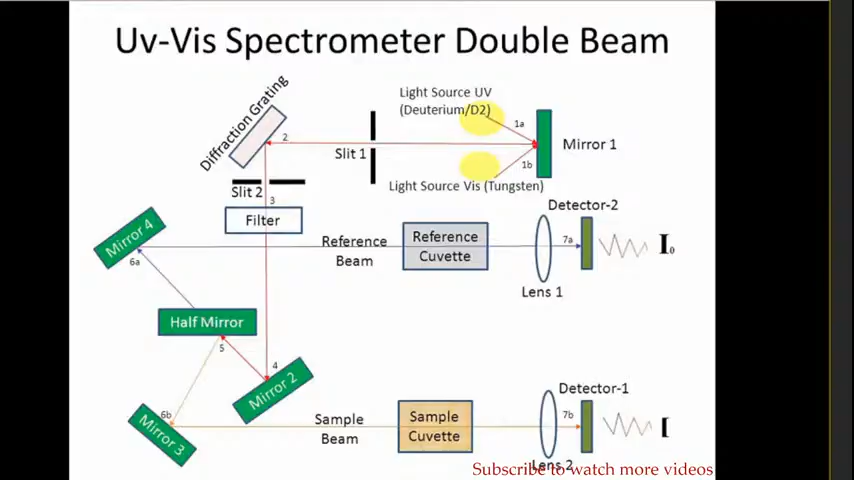 Uv-Vis Spectrometer Double Beam
Light Source UV
(Deuterium/D2)
Diffraction Grating
1a
2
Slit 1
Mirror 1
1b
Light Source Vis (Tungsten)
Slit 2
3
Filter
Mirror 4
6a
Reference
Beam
Reference
Cuvette
Detector-2
7a
I₀
Lens 1
Half Mirror
5
4
Mirror 2
6b
Mirror 3
Sample
Beam
Sample
Cuvette
Detector-1
7b
I
Lens 2
Subscribe to watch more videos